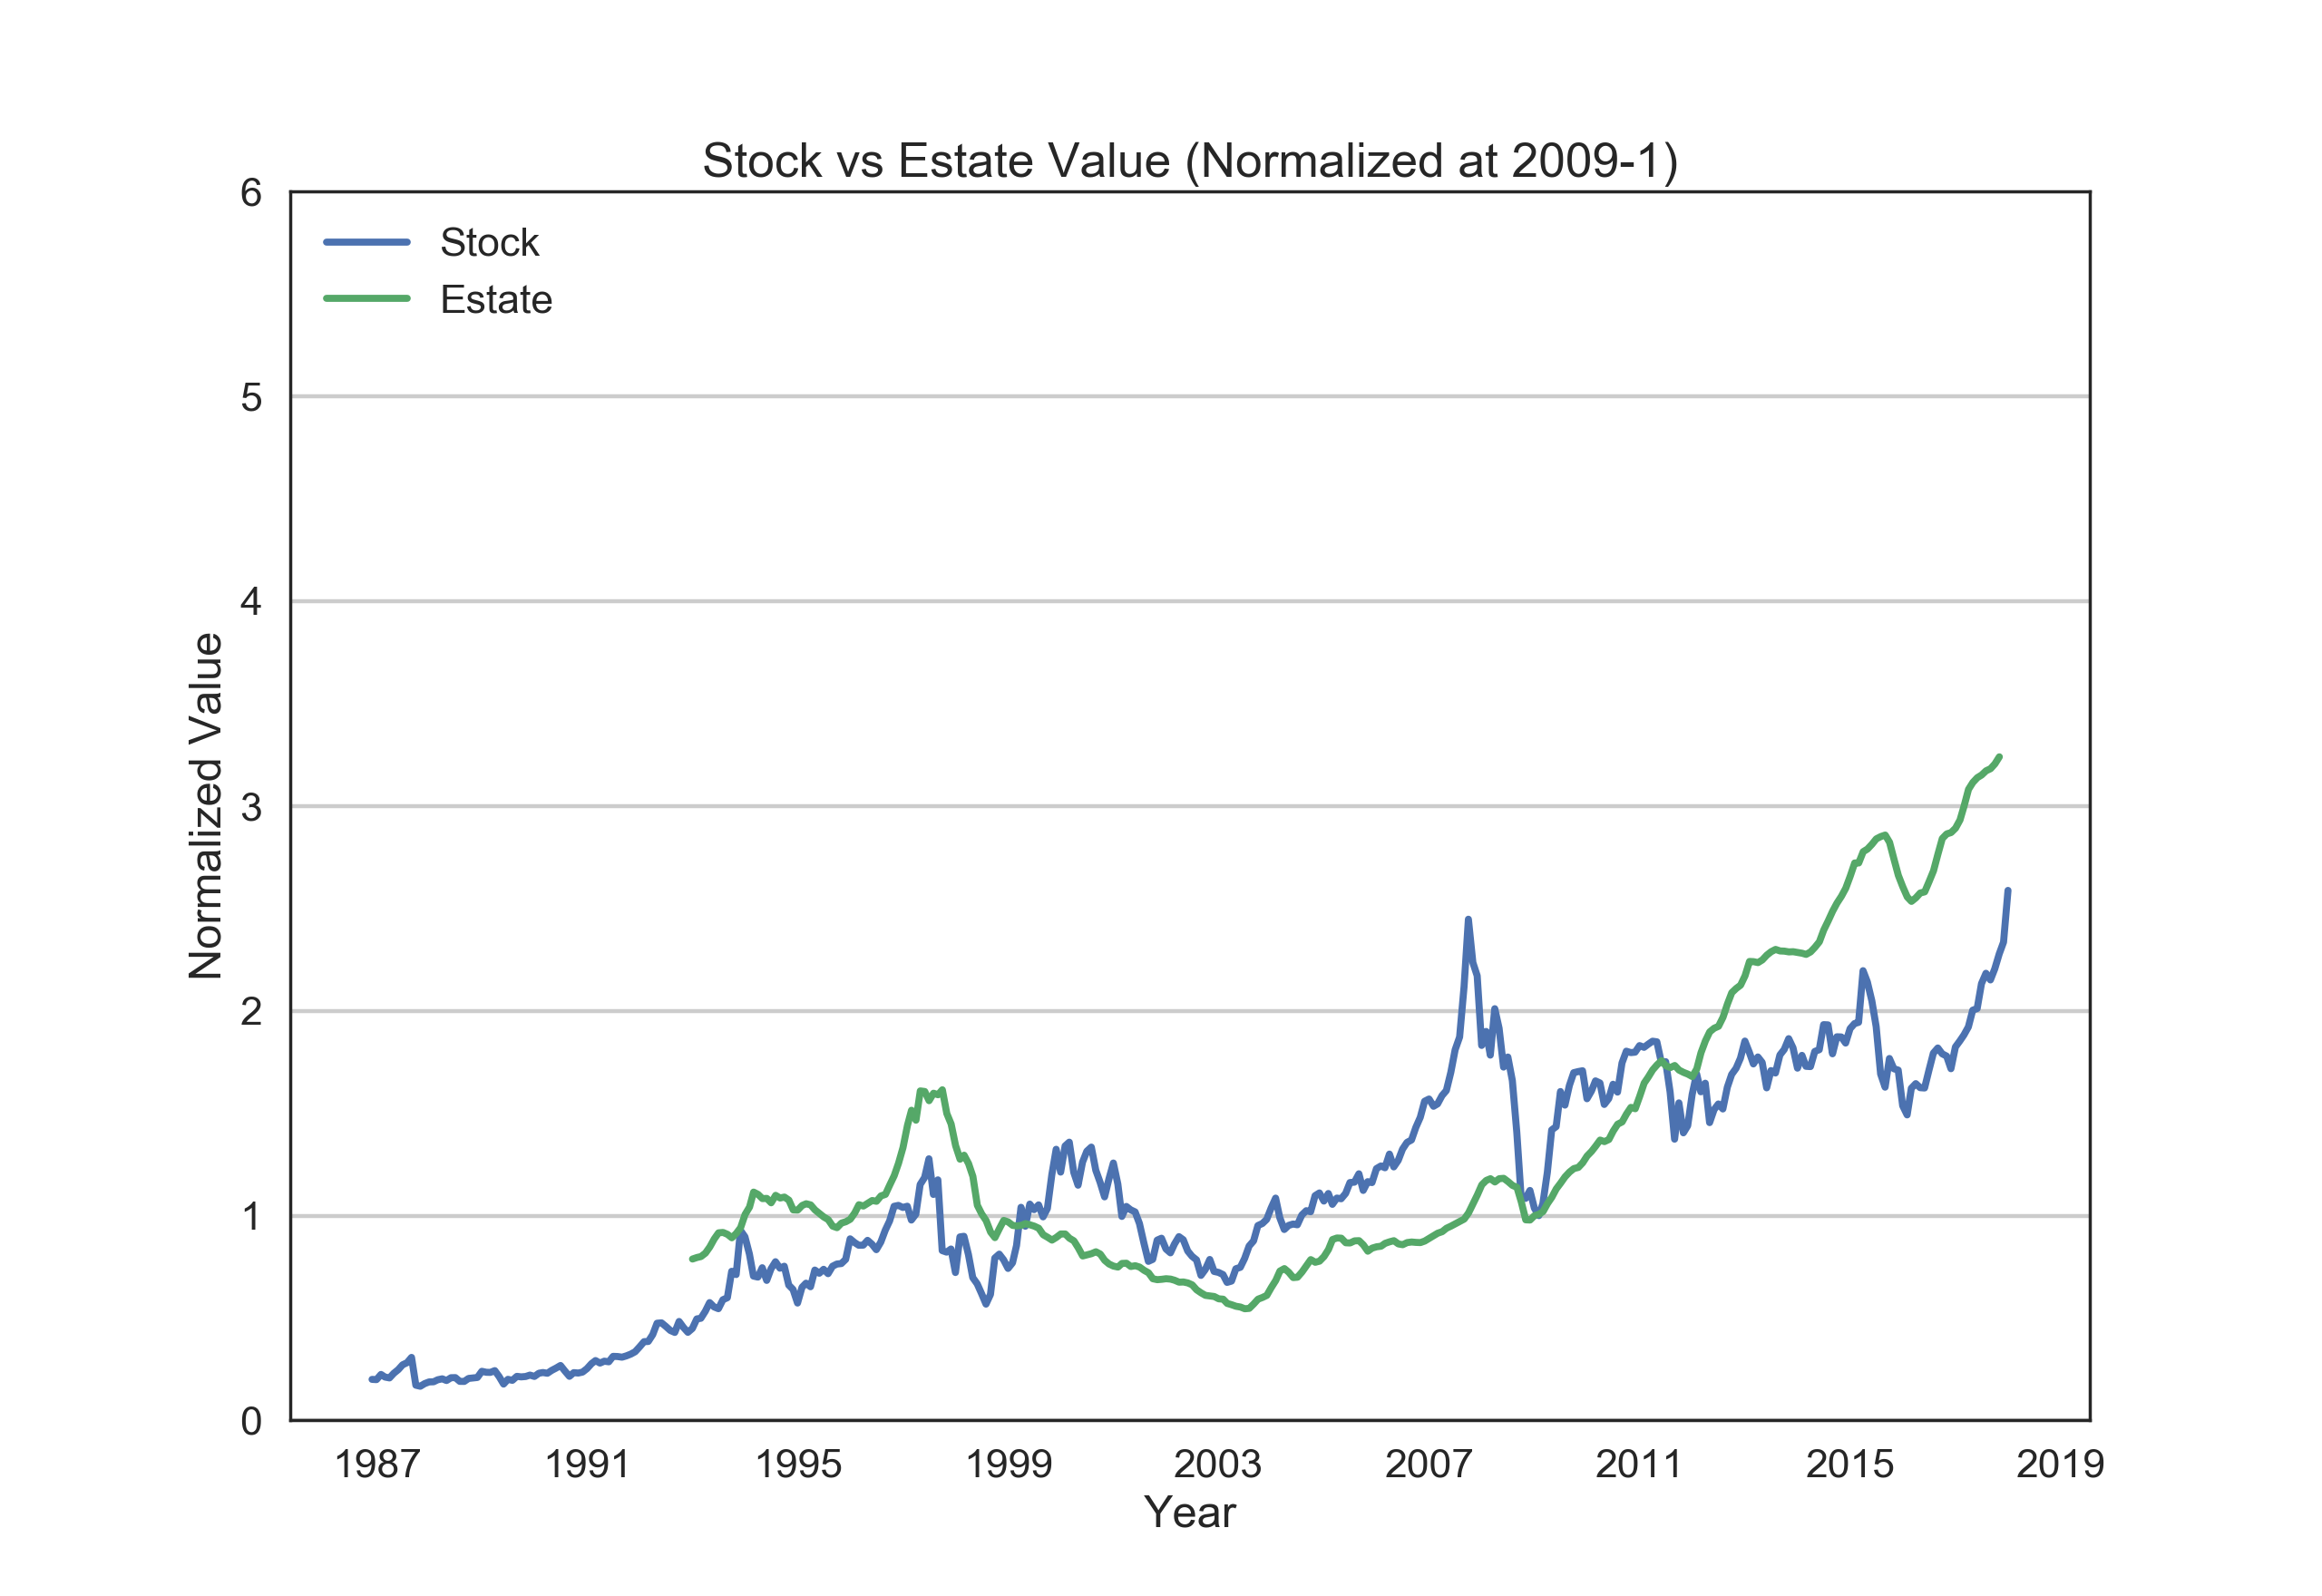 Stock vs Estate Value (Normalized at 2009-1)
6
Stock
Estate
5
4
3
2
1
0
Normalized Value
1987 1991 1995 1999 2003 2007 2011 2015 2019
Year